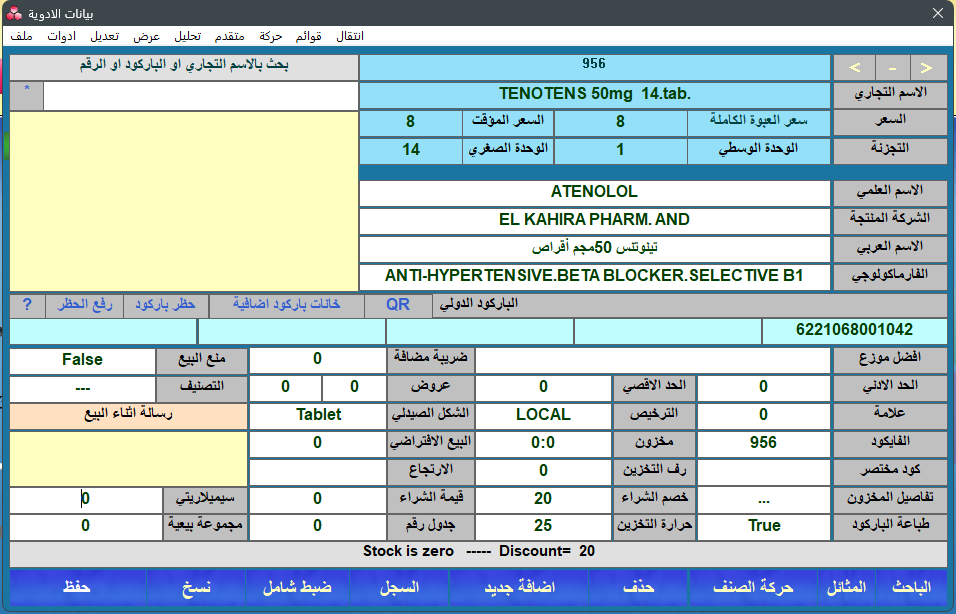 بيانات الادوية
ملف ادوات تعديل عرض تحليل متقدم حركة قوائم انتقال
بحث بالاسم التجاري او الباركود او الرقم
*
956
< - >
الاسم التجاري TENOTENS 50mg 14.tab.
السعر سعر العبوة الكاملة 8 السعر المؤقت 8
التجزئة الوحدة الوسطي 1 الوحدة الصغري 14
الاسم العلمي ATENOLOL
الشركة المنتجة EL KAHIRA PHARM. AND
الاسم العربي تينوتنس 50مجم أقراص
الفارماكولوجي ANTI-HYPERTENSIVE.BETA BLOCKER.SELECTIVE B1
الباركود الدولي QR خانات باركود اضافية حظر باركود رفع الحظر ?
6221068001042
افضل موزع ضريبة مضافة 0 منع البيع False
الحد الادني 0 الحد الاقصي 0 عروض 0 0 التصنيف ---
علامة 0 الترخيص LOCAL الشكل الصيدلي Tablet رسالة اثناء البيع
الفايكود 956 مخزون 0:0 البيع الافتراضي 0
كود مختصر رف التخزين 0 الارتجاع
تفاصيل المخزون ... خصم الشراء 20 قيمة الشراء 0 سيميلاريتي 0
طباعة الباركود True حرارة التخزين 25 جدول رقم 0 مجموعة بيعية 0
Stock is zero ----- Discount= 20
الباحث المثائل حركة الصنف حذف اضافة جديد السجل ضبط شامل نسخ حفظ